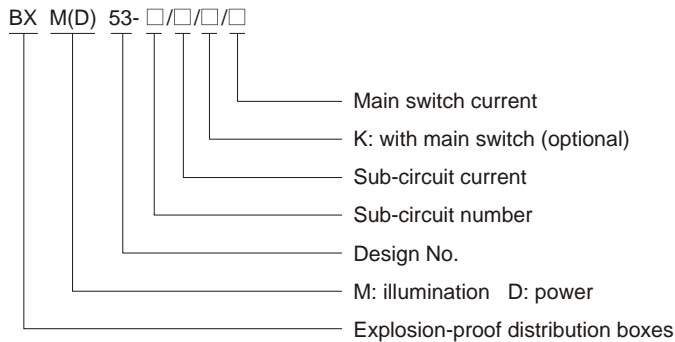 BX M(D) 53- □/□/□/□
Main switch current
K: with main switch (optional)
Sub-circuit current
Sub-circuit number
Design No.
M: illumination D: power
Explosion-proof distribution boxes